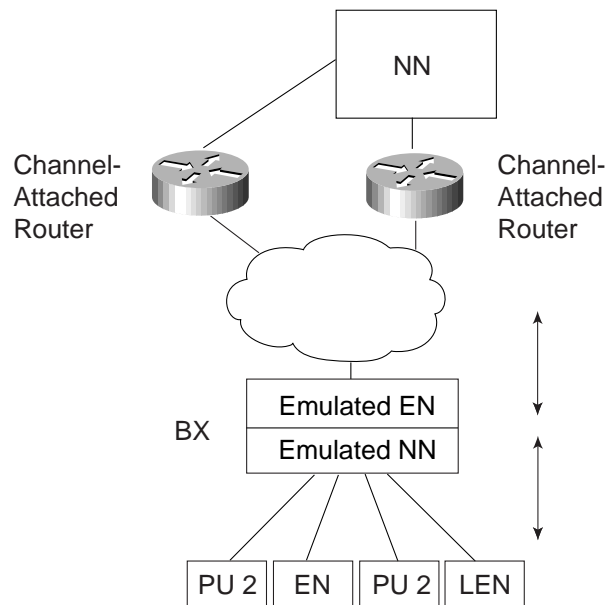 NN
Channel-
Attached
Router
Channel-
Attached
Router
Emulated EN
BX
Emulated NN
PU 2
EN
PU 2
LEN